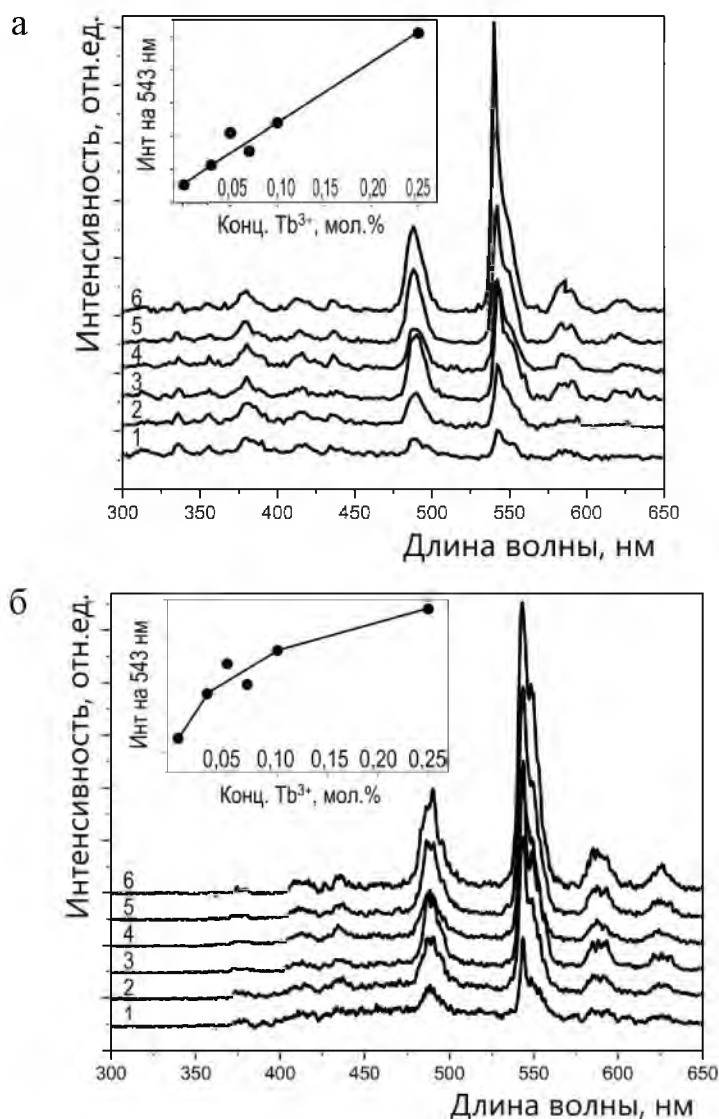 а
Интенсивность, отн.ед.
Инт на 543 нм
0,05 0,10 0,15 0,20 0,25
Конц. Tb³⁺, мол.%
6
5
4
3
2
1
300 350 400 450 500 550 600 650
Длина волны, нм
б
Интенсивность, отн.ед.
Инт на 543 нм
0,05 0,10 0,15 0,20 0,25
Конц. Tb³⁺, мол.%
6
5
4
3
2
1
300 350 400 450 500 550 600 650
Длина волны, нм